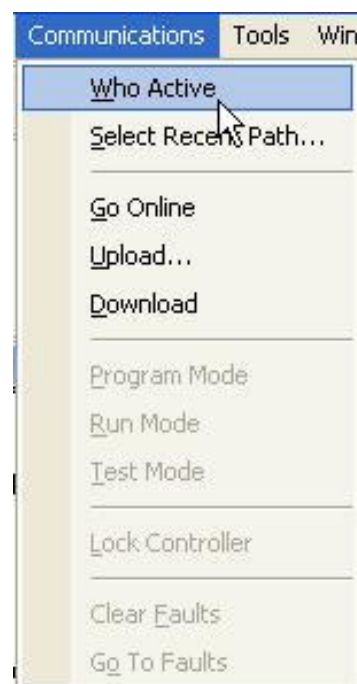 Communications Tools Win
Who Active
Select Recent Path...
Go Online
Upload...
Download
Program Mode
Run Mode
Test Mode
Lock Controller
Clear Faults
Go To Faults